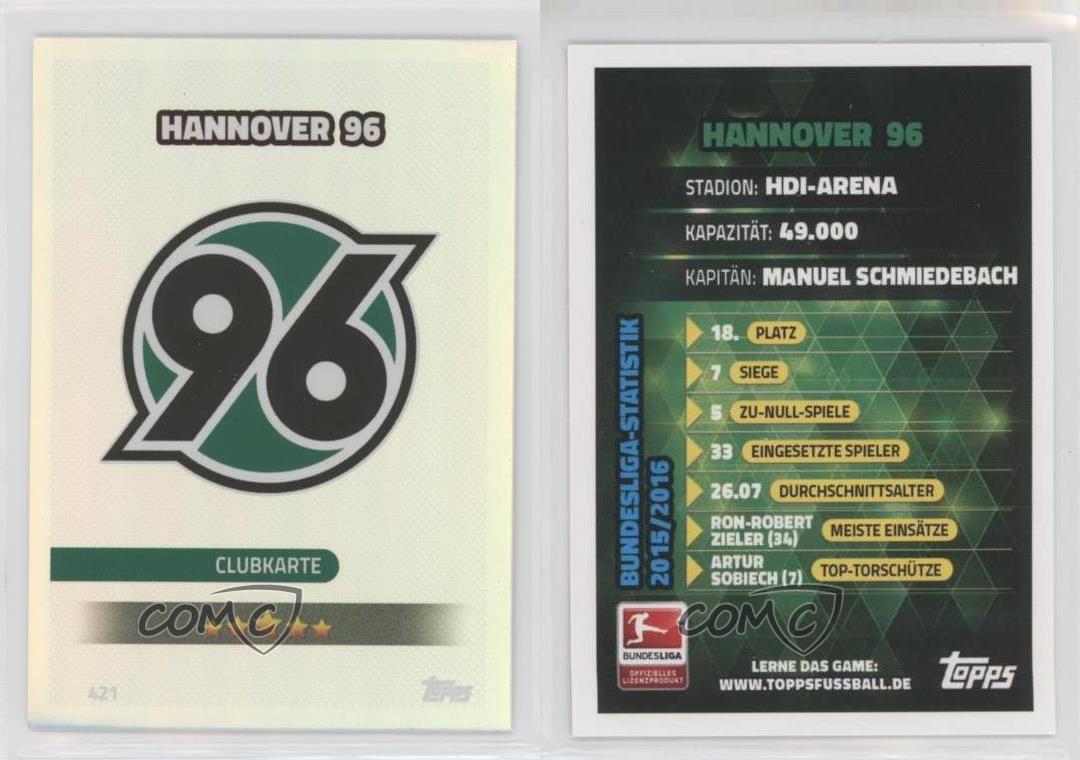 HANNOVER 96
96
CLUBKARTE
COMC
421
topps
HANNOVER 96
STADION: HDI-ARENA
KAPAZITÄT: 49.000
KAPITÄN: MANUEL SCHMIEDEBACH
BUNDESLIGA-STATISTIK
2015/2016
18. PLATZ
7 SIEGE
5 ZU-NULL-SPIELE
33 EINGESETZTE SPIELER
26.07 DURCHSCHNITTSALTER
RON-ROBERT
ZIELER (34) MEISTE EINSÄTZE
ARTUR
SOBIECH (7) TOP-TORSCHÜTZE
COMC
BUNDESLIGA
OFFIZIELLES
LIZENZPRODUKT
LERNE DAS GAME:
WWW.TOPPSFUSSBALL.DE
topps